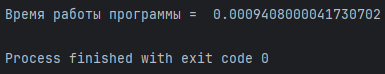 Время работы программы =  0.0009408000041730702
Process finished with exit code 0